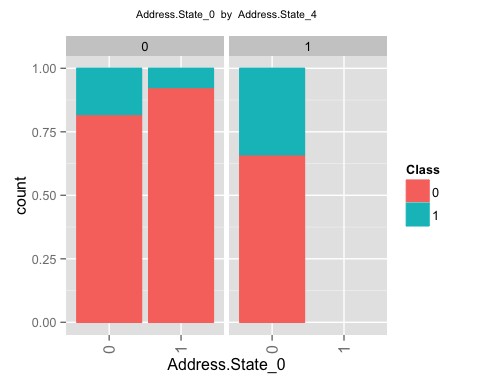 Address.State_0 by Address.State_4
0 1
1.00
0.75
0.50
0.25
0.00
count
0 1 0 1
Address.State_0
Class
0
1